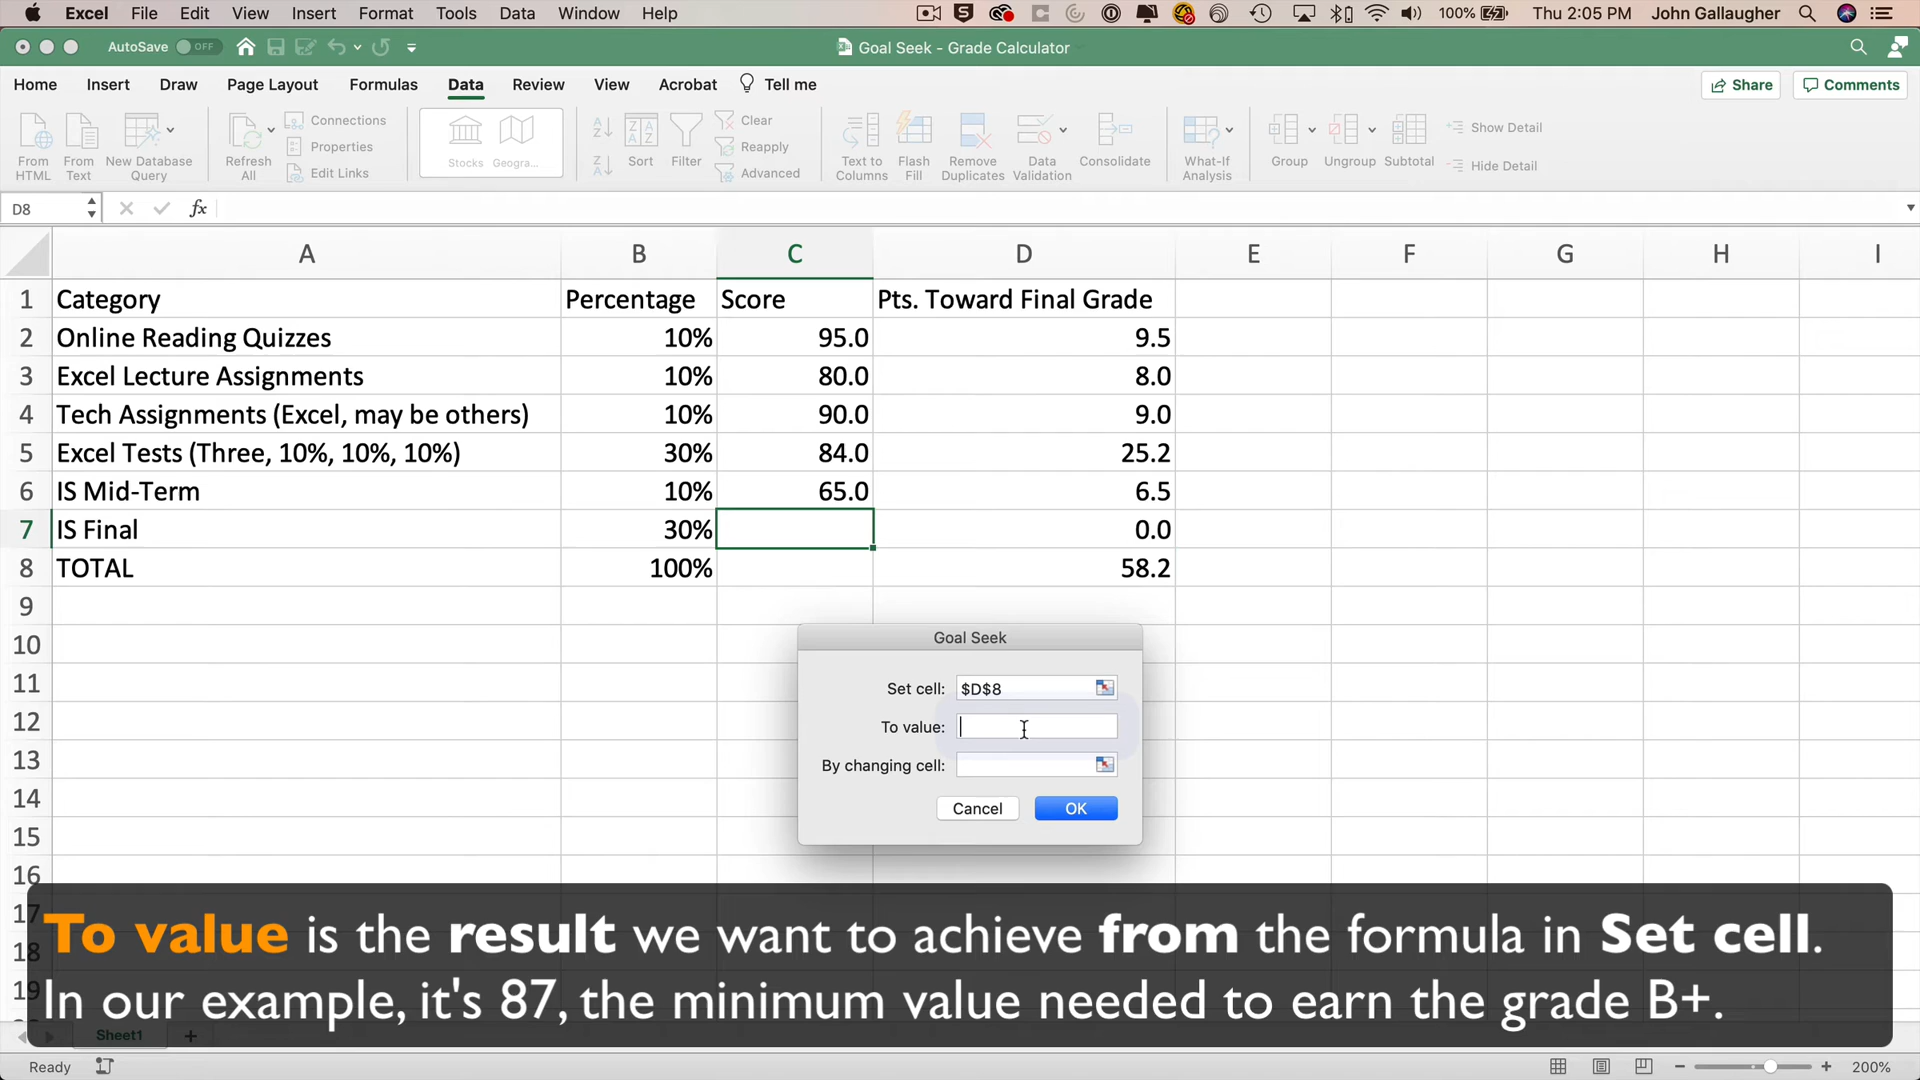 Excel File Edit View Insert Format Tools Data Window Help 100% Thu 2:05 PM John Gallaugher
AutoSave OFF Goal Seek - Grade Calculator
Home Insert Draw Page Layout Formulas Data Review View Acrobat Tell me Share Comments
From HTML
From Text
New Database Query
Refresh All
Connections
Properties
Edit Links
Stocks Geogra...
Sort
Filter
Clear
Reapply
Advanced
Text to Columns
Flash Fill
Remove Duplicates
Data Validation
Consolidate
What-If Analysis
Group
Ungroup
Subtotal
Show Detail
Hide Detail
D8 fx
A B C D E F G H I
1 Category Percentage Score Pts. Toward Final Grade
2 Online Reading Quizzes 10% 95.0 9.5
3 Excel Lecture Assignments 10% 80.0 8.0
4 Tech Assignments (Excel, may be others) 10% 90.0 9.0
5 Excel Tests (Three, 10%, 10%, 10%) 30% 84.0 25.2
6 IS Mid-Term 10% 65.0 6.5
7 IS Final 30% 0.0
8 TOTAL 100% 58.2
9
10
11
12
13
14
15
16
17
18
19
Goal Seek
Set cell: $D$8
To value:
By changing cell:
Cancel OK
To value is the result we want to achieve from the formula in Set cell.
In our example, it's 87, the minimum value needed to earn the grade B+.
Sheet1 +
Ready 200%